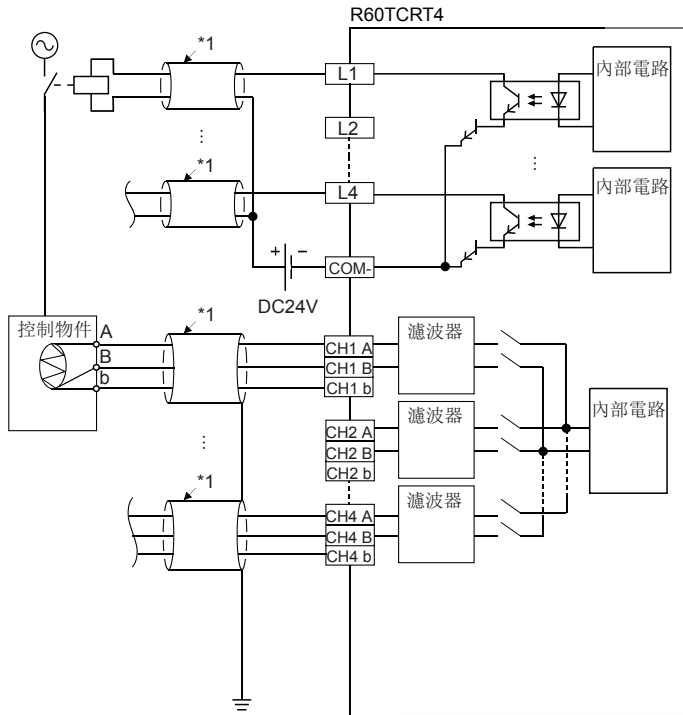 R60TCRT4
*1
L1
內部電路
L2
⋮
⋮
*1
L4
內部電路
+ −
COM-
DC24V
*1
控制物件
A
B
b
CH1 A
CH1 B
CH1 b
濾波器
⋮
CH2 A
CH2 B
CH2 b
濾波器
內部電路
*1
CH4 A
CH4 B
CH4 b
濾波器